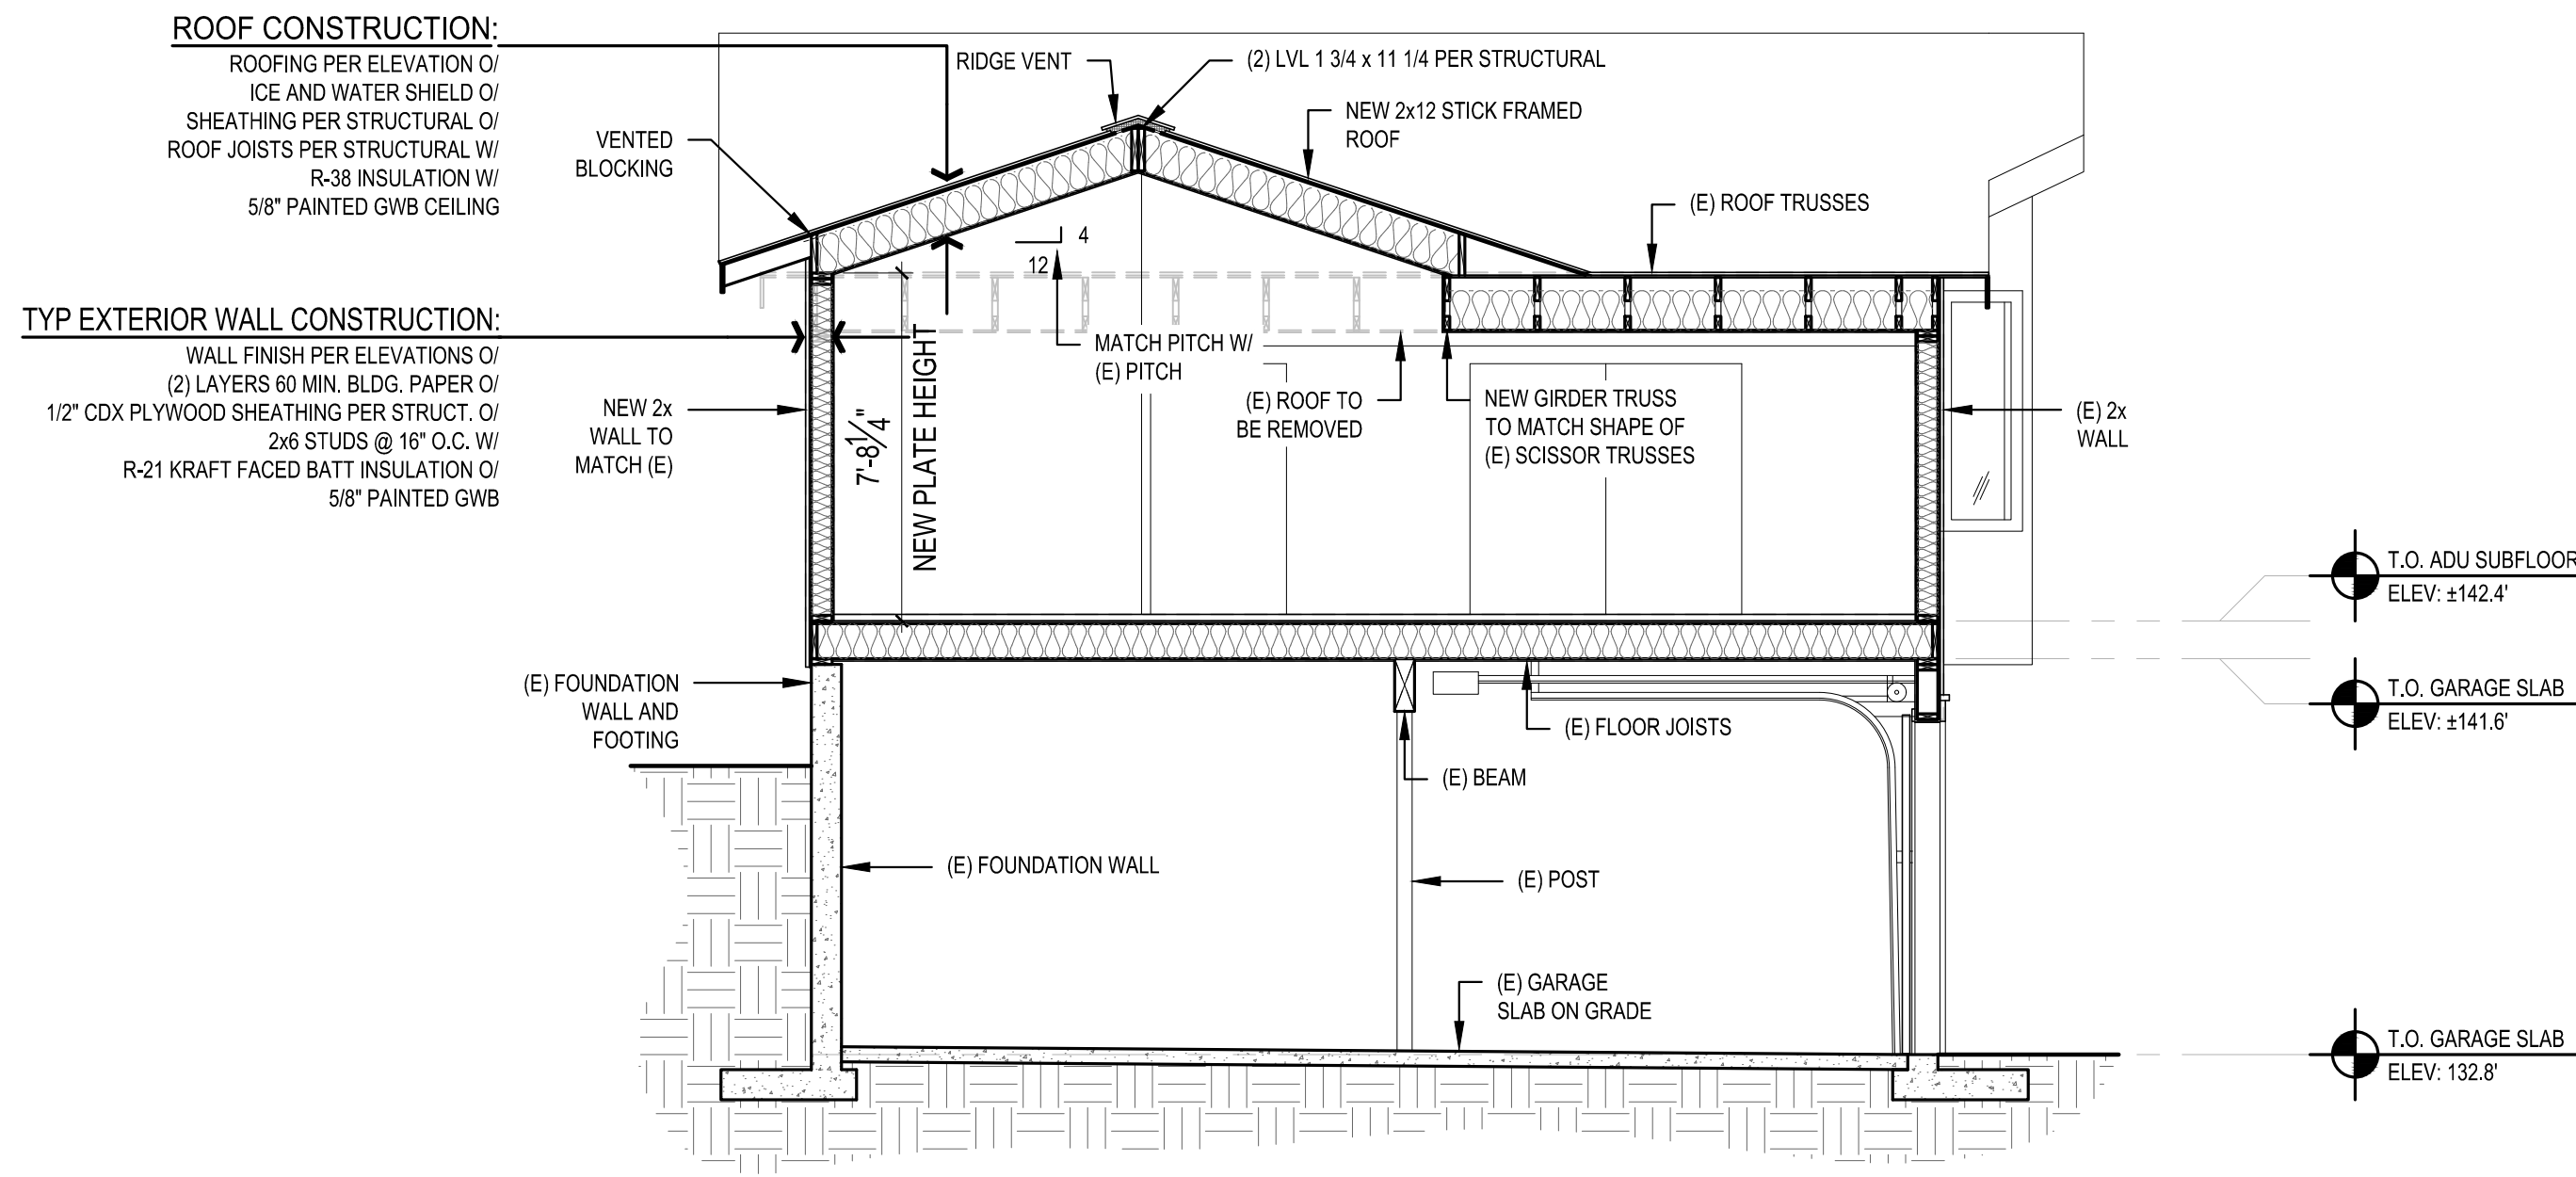 ROOF CONSTRUCTION:
ROOFING PER ELEVATION O/
ICE AND WATER SHIELD O/
SHEATHING PER STRUCTURAL O/
ROOF JOISTS PER STRUCTURAL W/
R-38 INSULATION W/
5/8" PAINTED GWB CEILING
TYP EXTERIOR WALL CONSTRUCTION:
WALL FINISH PER ELEVATIONS O/
(2) LAYERS 60 MIN. BLDG. PAPER O/
1/2" CDX PLYWOOD SHEATHING PER STRUCT. O/
2x6 STUDS @ 16" O.C. W/
R-21 KRAFT FACED BATT INSULATION O/
5/8" PAINTED GWB
VENTED
BLOCKING
RIDGE VENT
(2) LVL 1 3/4 x 11 1/4 PER STRUCTURAL
NEW 2x12 STICK FRAMED
ROOF
(E) ROOF TRUSSES
4
12
MATCH PITCH W/
(E) PITCH
7'-8 1/4"
NEW PLATE HEIGHT
(E) ROOF TO
BE REMOVED
NEW GIRDER TRUSS
TO MATCH SHAPE OF
(E) SCISSOR TRUSSES
NEW 2x
WALL TO
MATCH (E)
(E) 2x
WALL
(E) FOUNDATION
WALL AND
FOOTING
(E) FLOOR JOISTS
(E) BEAM
(E) FOUNDATION WALL
(E) POST
(E) GARAGE
SLAB ON GRADE
T.O. ADU SUBFLOOR
ELEV: ±142.4'
T.O. GARAGE SLAB
ELEV: ±141.6'
T.O. GARAGE SLAB
ELEV: 132.8'